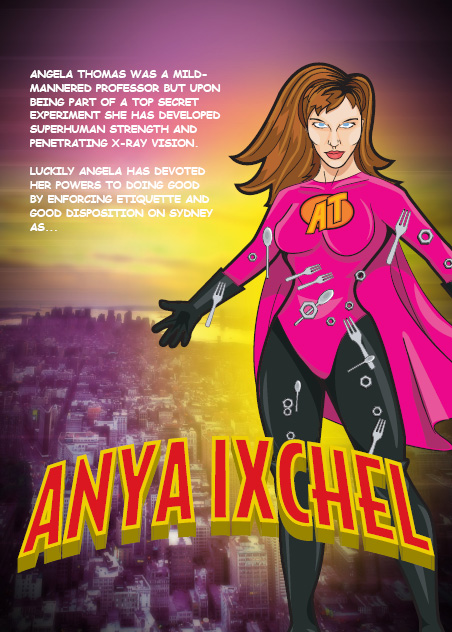 ANGELA THOMAS WAS A MILD-
MANNERED PROFESSOR BUT UPON
BEING PART OF A TOP SECRET
EXPERIMENT SHE HAS DEVELOPED
SUPERHUMAN STRENGTH AND
PENETRATING X-RAY VISION.
LUCKILY ANGELA HAS DEVOTED
HER POWERS TO DOING GOOD
BY ENFORCING ETIQUETTE AND
GOOD DISPOSITION ON SYDNEY
AS...
AT
ANYA IXCHEL